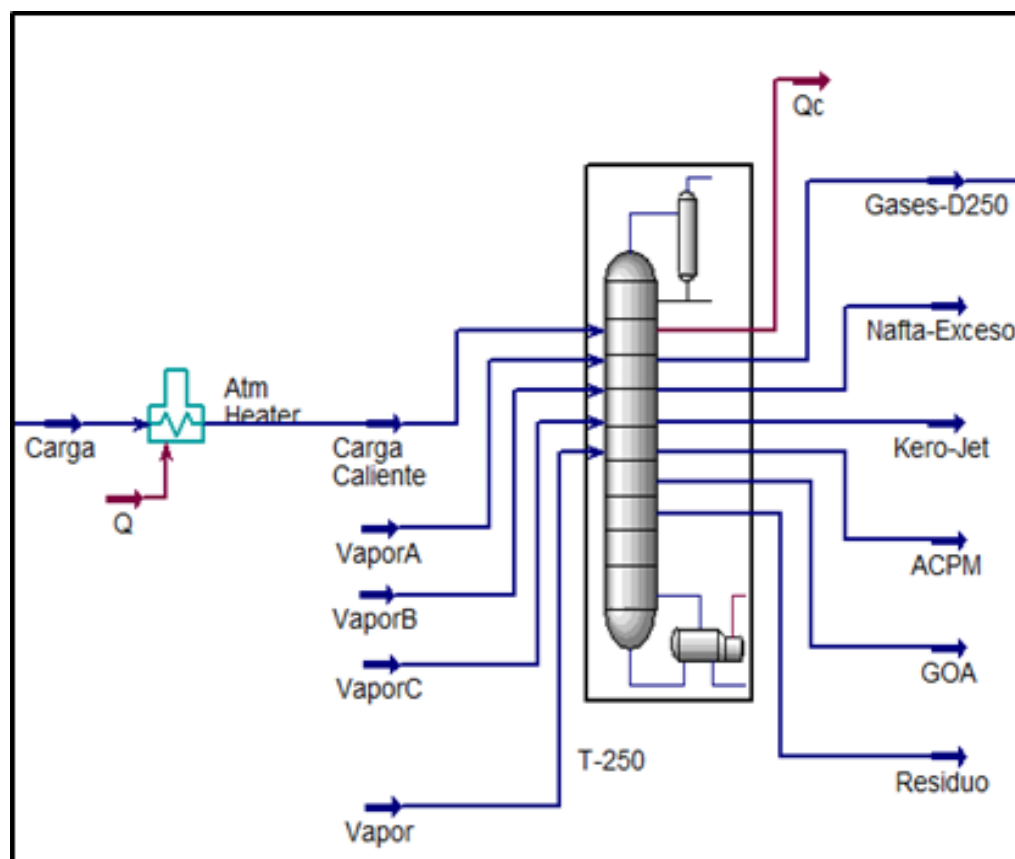 Qc
Gases-D250
Nafta-Exceso
Atm
Heater
Carga
Carga
Caliente
Kero-Jet
Q
VaporA
ACPM
VaporB
VaporC
GOA
T-250
Residuo
Vapor